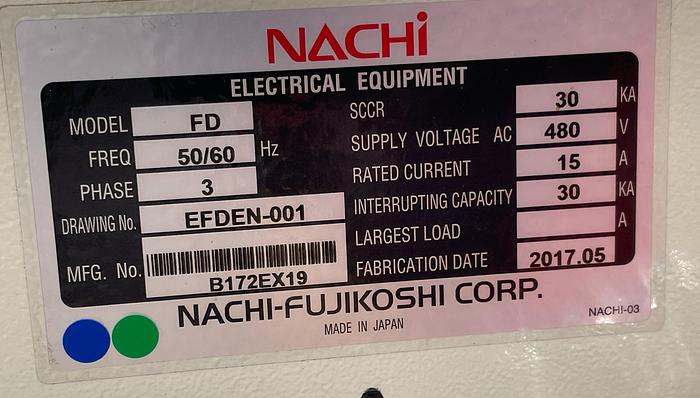 NACHI
ELECTRICAL EQUIPMENT
MODEL FD
FREQ 50/60 Hz
PHASE 3
DRAWING No. EFDEN-001
MFG. No. B172EX19
SCCR 30 KA
SUPPLY VOLTAGE AC 480 V
RATED CURRENT 15 A
INTERRUPTING CAPACITY 30 KA
LARGEST LOAD A
FABRICATION DATE 2017.05
NACHI-FUJIKOSHI CORP.
MADE IN JAPAN
NACHI-03